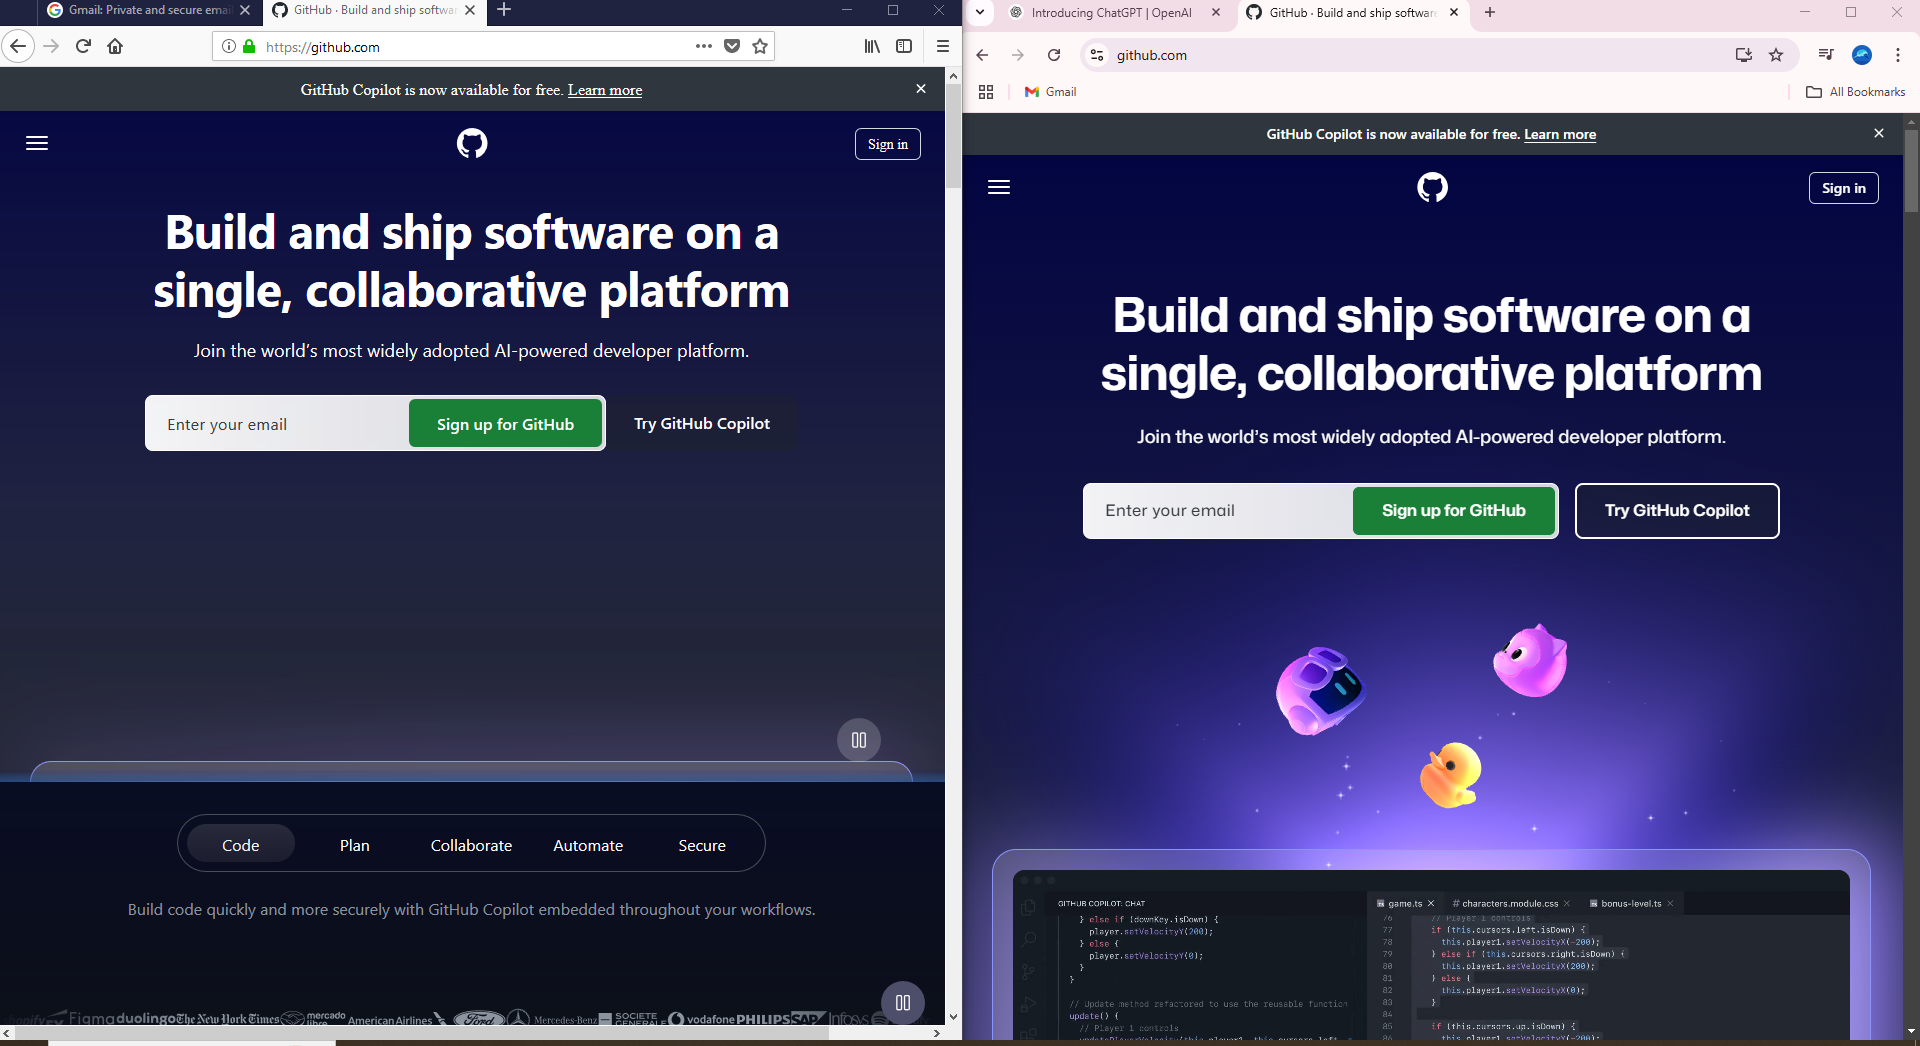 Gmail: Private and secure emai
GitHub · Build and ship softwar
https://github.com
GitHub Copilot is now available for free. Learn more
Sign in
Build and ship software on a
single, collaborative platform
Join the world's most widely adopted AI-powered developer platform.
Enter your email
Sign up for GitHub
Try GitHub Copilot
Code
Plan
Collaborate
Automate
Secure
Build code quickly and more securely with GitHub Copilot embedded throughout your workflows.
Figma
duolingo
The New York Times
mercado
libre
American Airlines
Ford
Mercedes-Benz
SOCIETE
GENERALE
vodafone
PHILIPS
SAP
Infosys
Introducing ChatGPT | OpenAI
GitHub · Build and ship software
github.com
Gmail
All Bookmarks
GitHub Copilot is now available for free. Learn more
Sign in
Build and ship software on a
single, collaborative platform
Join the world's most widely adopted AI-powered developer platform.
Enter your email
Sign up for GitHub
Try GitHub Copilot
GITHUB COPILOT: CHAT
} else if (downKey.isDown) {
player.setVelocityY(200);
} else {
player.setVelocityY(0);
}
}
// Update method refactored to use the reusable function
update() {
// Player 1 controls
game.ts
# characters.module.css
bonus-level.ts
76 // Player 1 controls
77 if (this.cursors.left.isDown) {
78 this.player1.setVelocityX(-200);
79 } else if (this.cursors.right.isDown) {
80 this.player1.setVelocityX(200);
81 } else {
82 this.player1.setVelocityX(0);
83 }
84
85 if (this.cursors.up.isDown) {
86 this.player1.setVelocityY(-200);